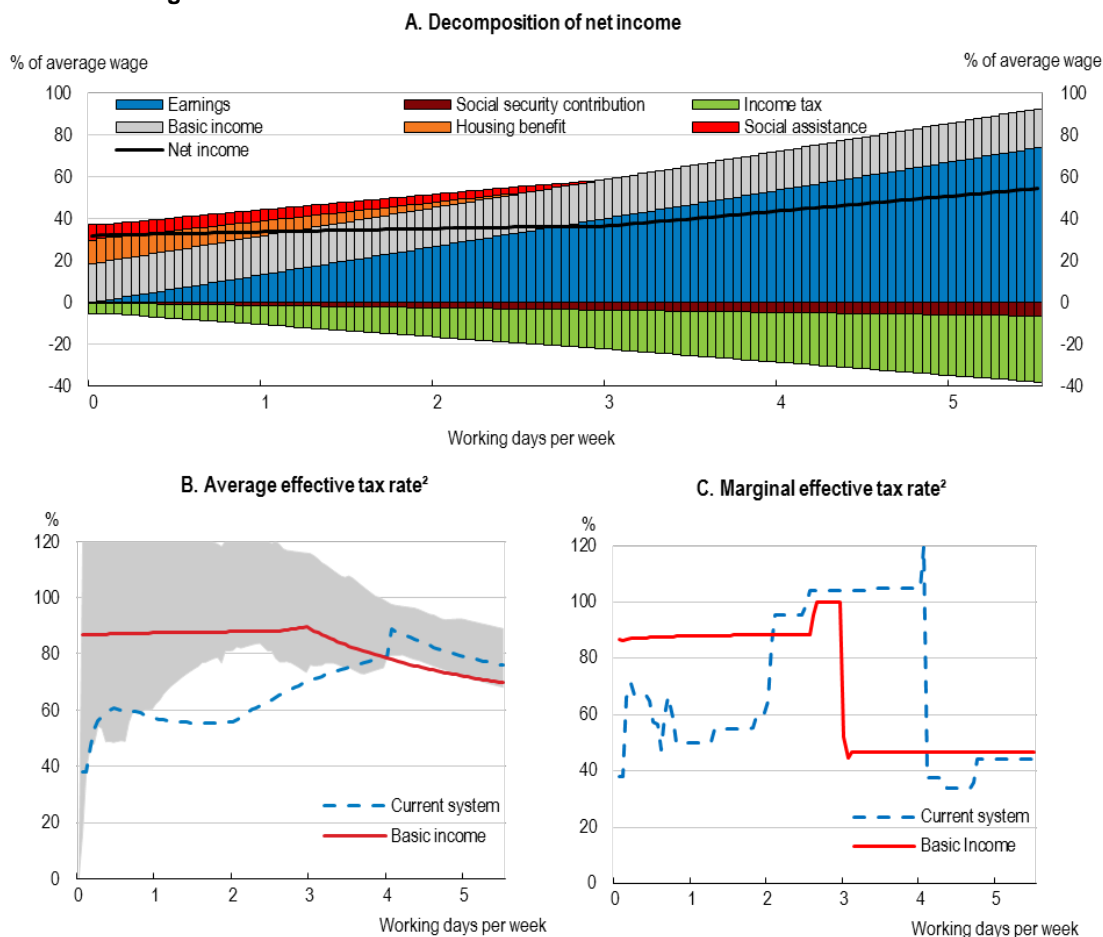 A. Decomposition of net income
% of average wage
% of average wage
Earnings
Social security contribution
Income tax
Basic income
Housing benefit
Social assistance
Net income
100 100
80 80
60 60
40 40
20 20
0 0
-20 -20
-40 -40
0 1 2 3 4 5
Working days per week
B. Average effective tax rate²
%
120
100
80
60
40
20
0
Current system
Basic income
0 1 2 3 4 5
Working days per week
C. Marginal effective tax rate²
%
120
100
80
60
40
20
0
Current system
Basic Income
0 1 2 3 4 5
Working days per week